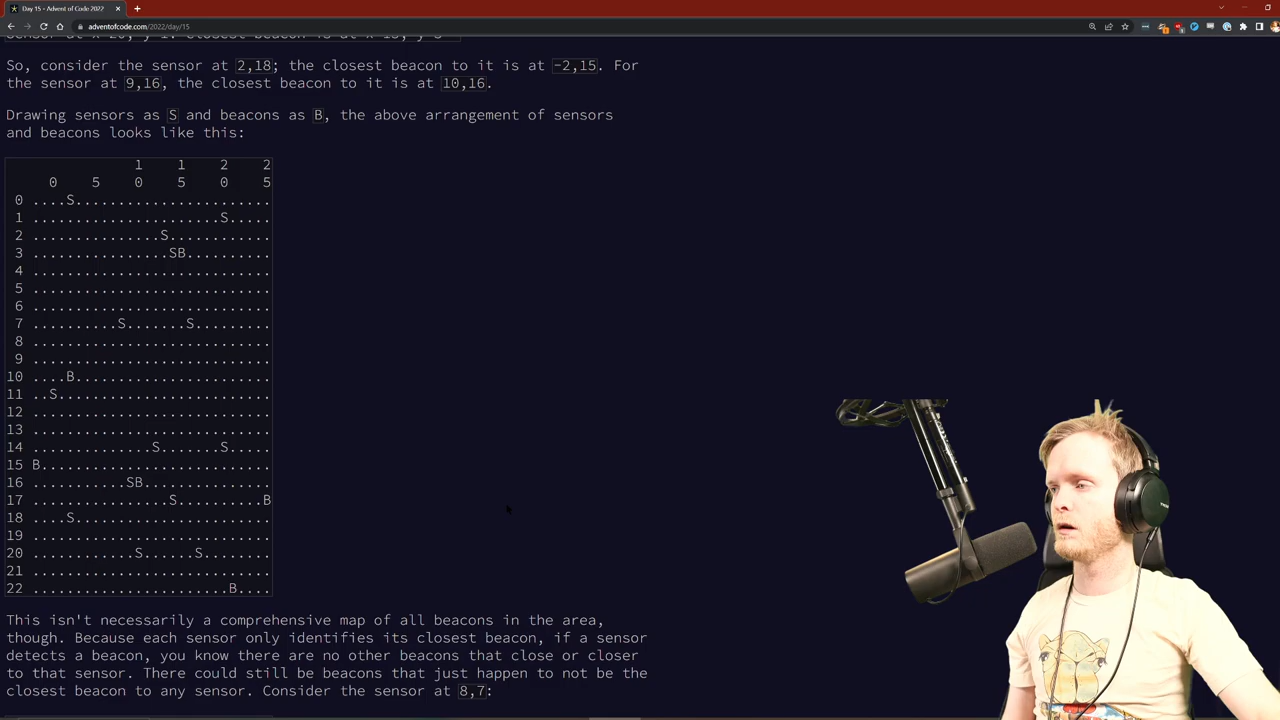 Day 15 - Advent of Code 2022
adventofcode.com/2022/day/15
So, consider the sensor at 2,18; the closest beacon to it is at -2,15. For
the sensor at 9,16, the closest beacon to it is at 10,16.
Drawing sensors as S and beacons as B, the above arrangement of sensors
and beacons looks like this:
1 1 2 2
0 5 0 5 0 5
0 ....S.......................
1 ......................S.....
2 ...............S............
3 ................SB..........
4 ............................
5 ............................
6 ............................
7 ..........S.......S.........
8 ............................
9 ............................
10 ....B.......................
11 ..S.........................
12 ............................
13 ............................
14 ..............S.......S.....
15 B...........................
16 ...........SB...............
17 ................S..........B
18 ....S.......................
19 ............................
20 ............S......S........
21 ............................
22 .......................B....
This isn't necessarily a comprehensive map of all beacons in the area,
though. Because each sensor only identifies its closest beacon, if a sensor
detects a beacon, you know there are no other beacons that close or closer
to that sensor. There could still be beacons that just happen to not be the
closest beacon to any sensor. Consider the sensor at 8,7: